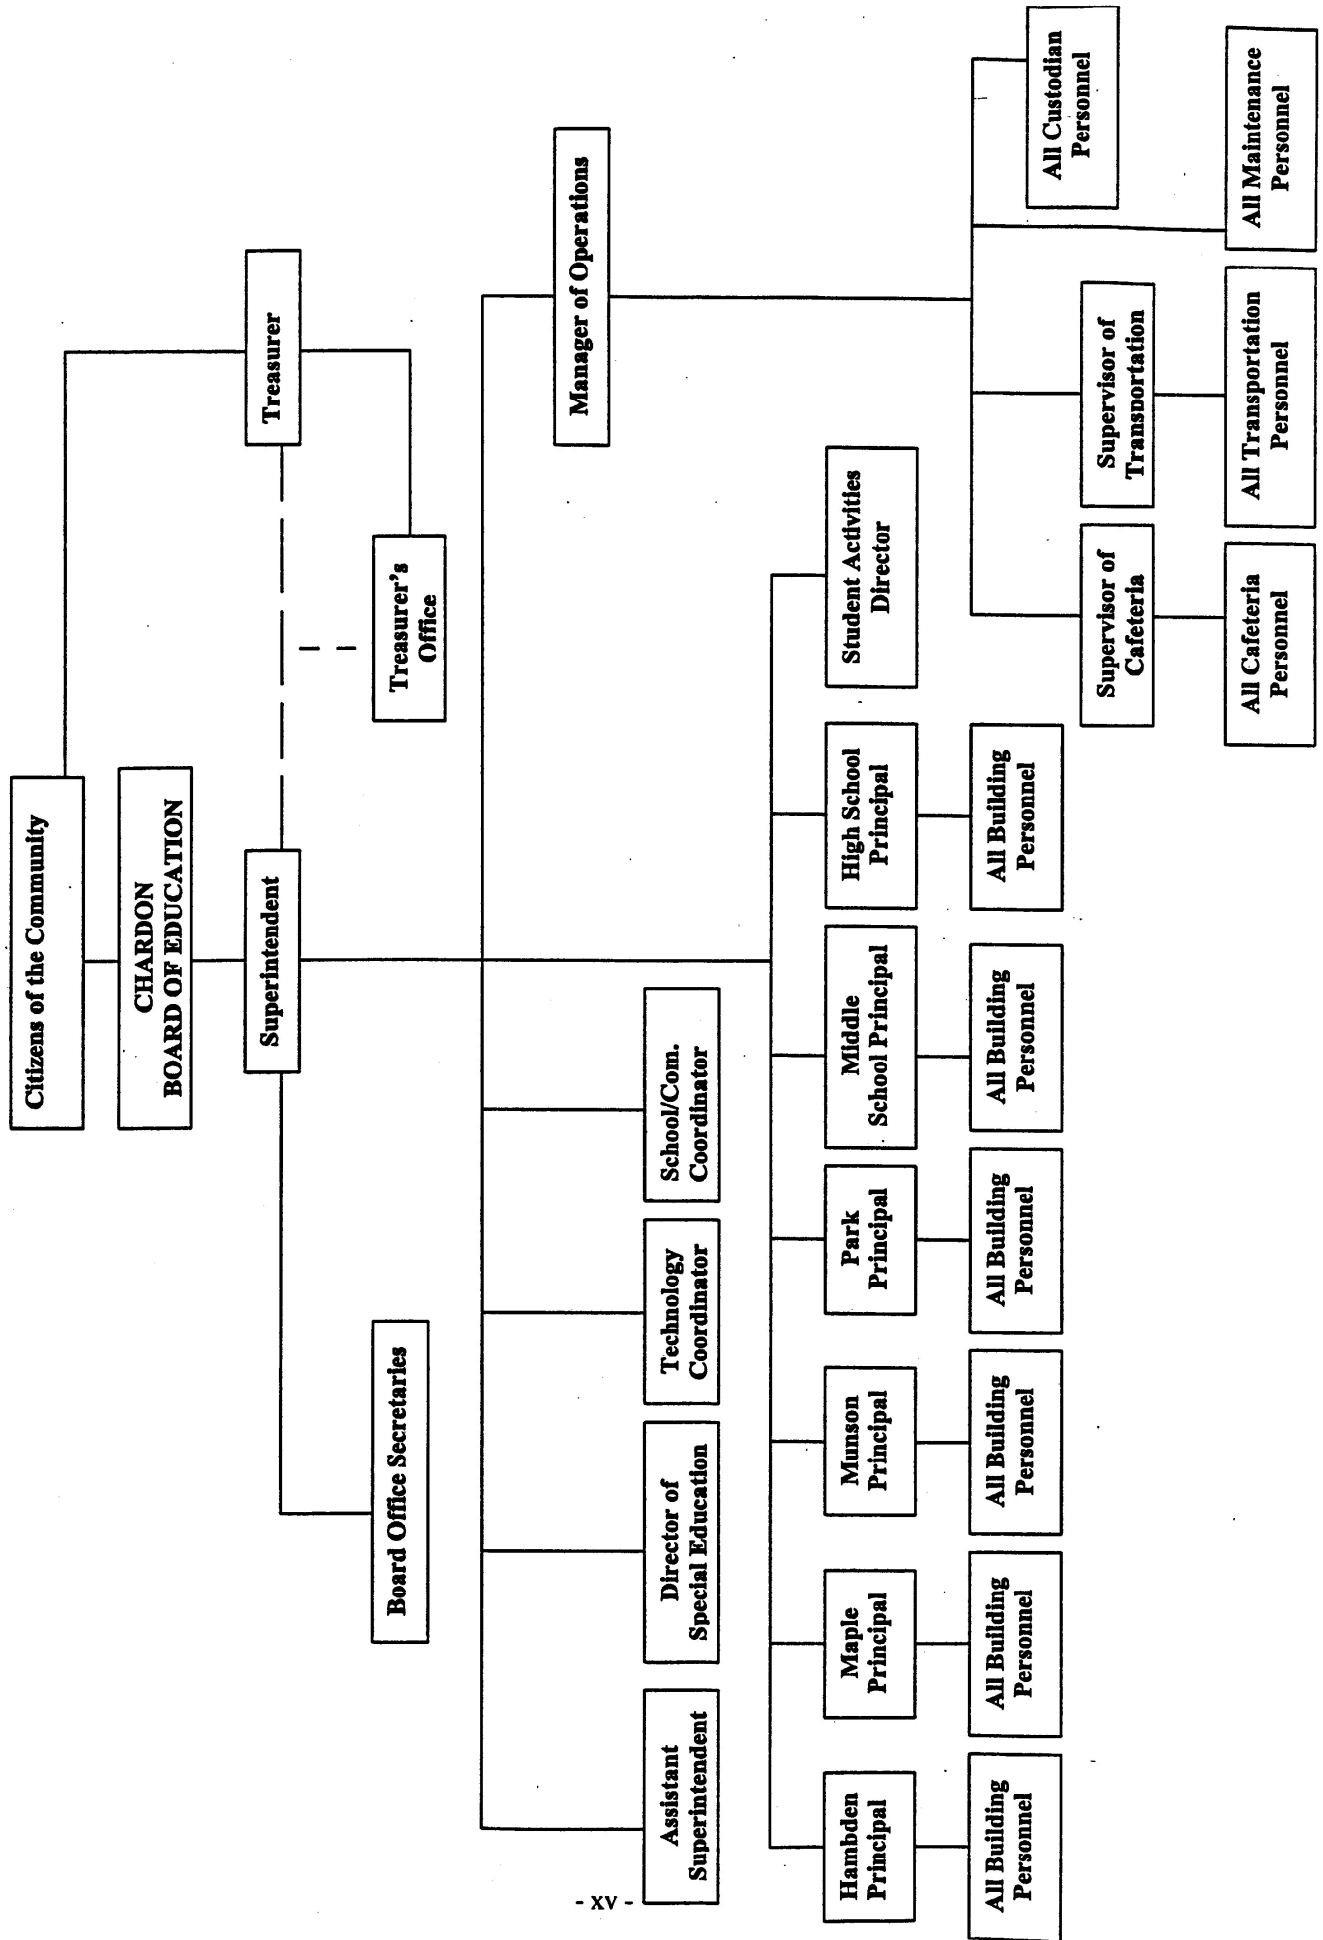 Citizens of the Community
CHARDON
BOARD OF EDUCATION
Superintendent
Treasurer
Board Office Secretaries
Treasurer's
Office
Manager of Operations
Assistant
Superintendent
Director of
Special Education
Technology
Coordinator
School/Com.
Coordinator
Hambden
Principal
Maple
Principal
Munson
Principal
Park
Principal
Middle
School Principal
High School
Principal
Student Activities
Director
All Building
Personnel
All Building
Personnel
All Building
Personnel
All Building
Personnel
All Building
Personnel
All Building
Personnel
All Custodian
Personnel
Supervisor of
Cafeteria
Supervisor of
Transportation
All Cafeteria
Personnel
All Transportation
Personnel
All Maintenance
Personnel
- xv -